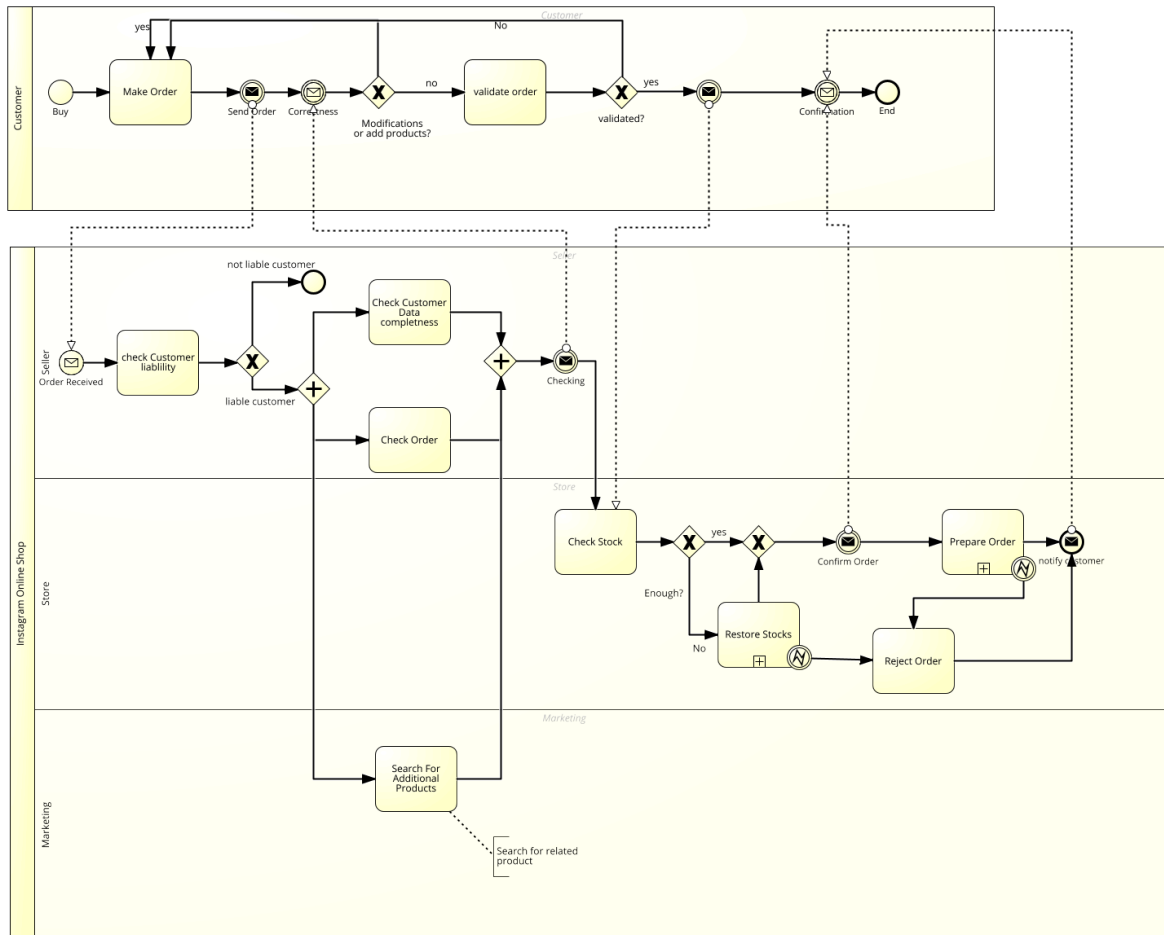 Customer
Customer
yes
No
Make Order
Buy
Send Order
Correctness
no
Modifications
or add products?
validate order
yes
validated?
Confirmation
End
Instagram Online Shop
Seller
Seller
not liable customer
Order Received
check Customer
liablility
liable customer
Check Customer
Data
completness
Check Order
Checking
Store
Store
Check Stock
yes
Enough?
No
Restore Stocks
Confirm Order
Prepare Order
notify customer
Reject Order
Marketing
Marketing
Search For
Additional
Products
Search for related
product